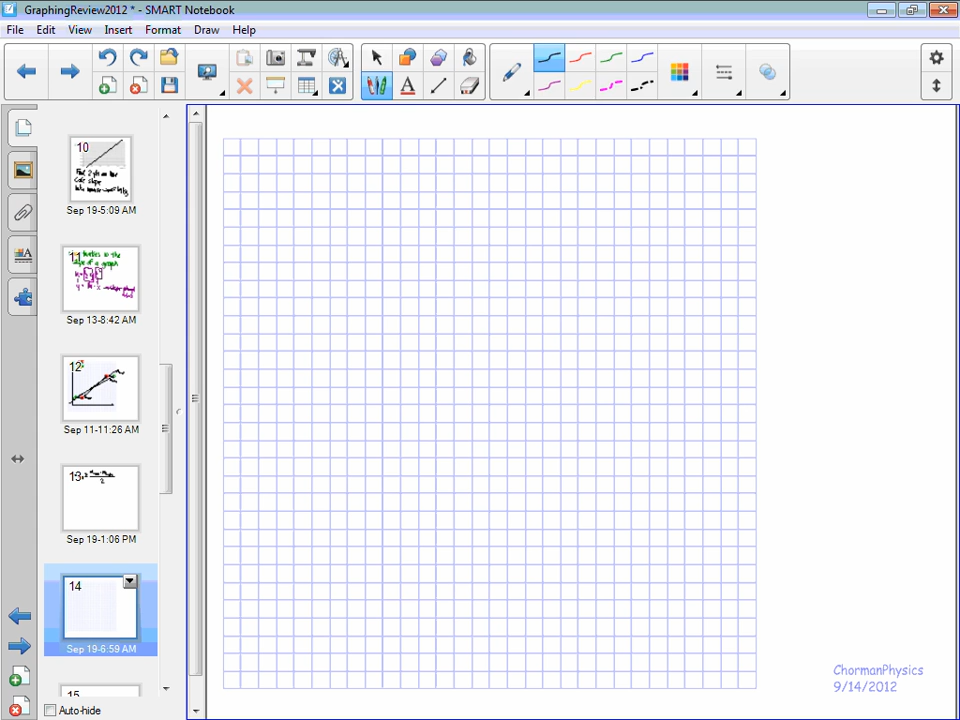 GraphingReview2012 * - SMART Notebook
File Edit View Insert Format Draw Help
10
Sep 19-5:09 AM
11
Sep 13-8:42 AM
12
Sep 11-11:26 AM
13
2
Sep 19-1:06 PM
14
Sep 19-6:59 AM
15
Auto-hide
ChormanPhysics
9/14/2012